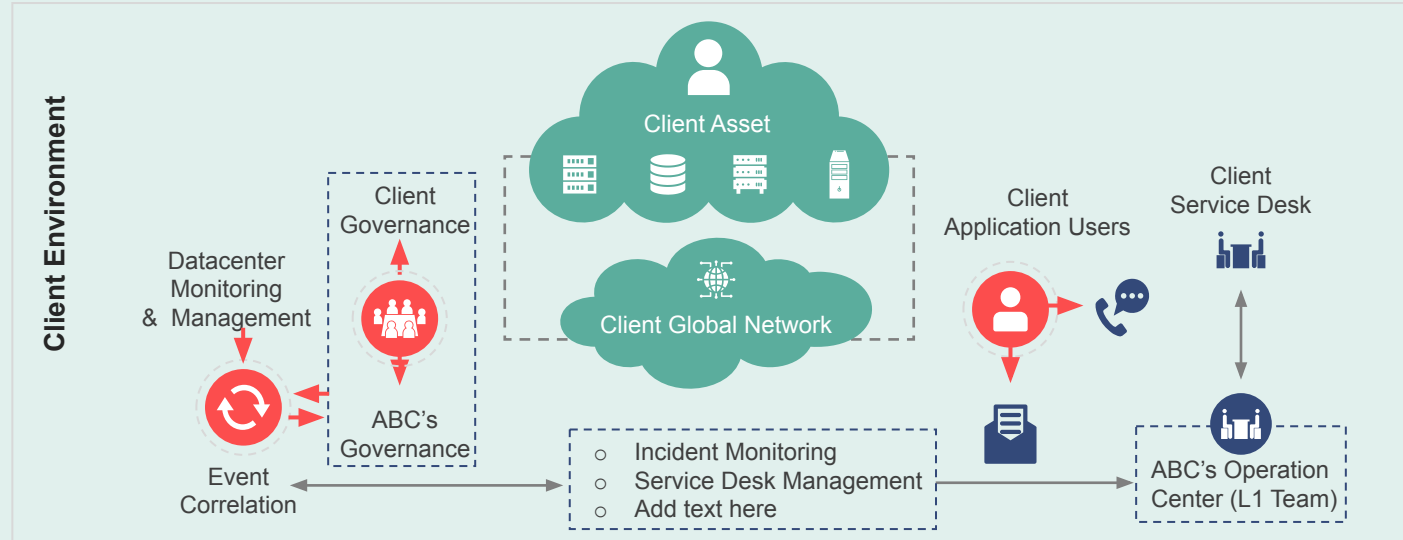 Client Environment
Client Asset
Client
Governance
Client
Application Users
Client
Service Desk
Datacenter
Monitoring
& Management
Client Global Network
ABC's
Governance
Event
Correlation
o Incident Monitoring
o Service Desk Management
o Add text here
ABC's Operation
Center (L1 Team)